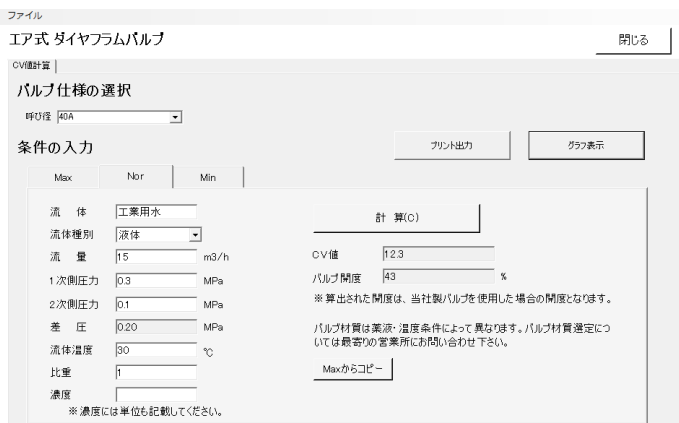 ファイル
エア式 ダイヤフラムバルブ
閉じる
CV値計算
バルブ仕様の選択
呼び径 40A
条件の入力
プリント出力
グラフ表示
Max Nor Min
流 体 工業用水
計 算(C)
流体種別 液体
流 量 15 m3/h
CV値 12.3
1次側圧力 0.3 MPa
バルブ開度 43 %
2次側圧力 0.1 MPa
※算出された開度は、当社製バルブを使用した場合の開度となります。
差 圧 0.20 MPa
バルブ材質は薬液・温度条件によって異なります。バルブ材質選定につ
いては最寄りの営業所にお問い合わせ下さい。
流体温度 30 ℃
比重 1
Maxからコピー
濃度
※濃度には単位も記載してください。